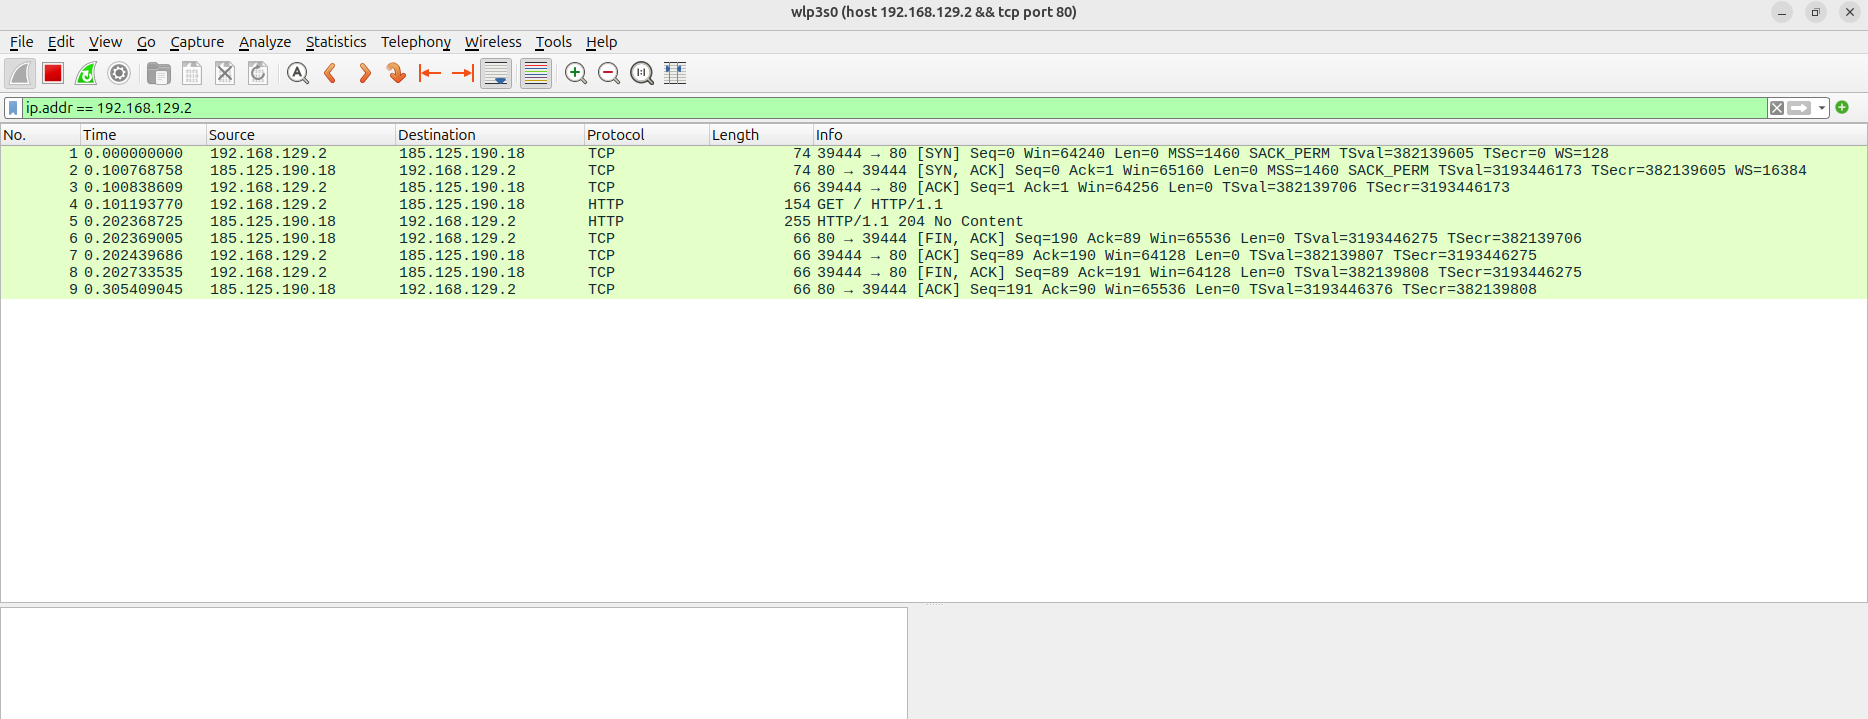 wlp3s0 (host 192.168.129.2 && tcp port 80)
File Edit View Go Capture Analyze Statistics Telephony Wireless Tools Help
ip.addr == 192.168.129.2
No. Time Source Destination Protocol Length Info
1 0.000000000 192.168.129.2 185.125.190.18 TCP 74 39444 → 80 [SYN] Seq=0 Win=64240 Len=0 MSS=1460 SACK_PERM TSval=382139605 TSecr=0 WS=128
2 0.100768758 185.125.190.18 192.168.129.2 TCP 74 80 → 39444 [SYN, ACK] Seq=0 Ack=1 Win=65160 Len=0 MSS=1460 SACK_PERM TSval=3193446173 TSecr=382139605 WS=16384
3 0.100838609 192.168.129.2 185.125.190.18 TCP 66 39444 → 80 [ACK] Seq=1 Ack=1 Win=64256 Len=0 TSval=382139706 TSecr=3193446173
4 0.101193770 192.168.129.2 185.125.190.18 HTTP 154 GET / HTTP/1.1
5 0.202368725 185.125.190.18 192.168.129.2 HTTP 255 HTTP/1.1 204 No Content
6 0.202369005 185.125.190.18 192.168.129.2 TCP 66 80 → 39444 [FIN, ACK] Seq=190 Ack=89 Win=65536 Len=0 TSval=3193446275 TSecr=382139706
7 0.202439686 192.168.129.2 185.125.190.18 TCP 66 39444 → 80 [ACK] Seq=89 Ack=190 Win=64128 Len=0 TSval=382139807 TSecr=3193446275
8 0.202733535 192.168.129.2 185.125.190.18 TCP 66 39444 → 80 [FIN, ACK] Seq=89 Ack=191 Win=64128 Len=0 TSval=382139808 TSecr=3193446275
9 0.305409045 185.125.190.18 192.168.129.2 TCP 66 80 → 39444 [ACK] Seq=191 Ack=90 Win=65536 Len=0 TSval=3193446376 TSecr=382139808